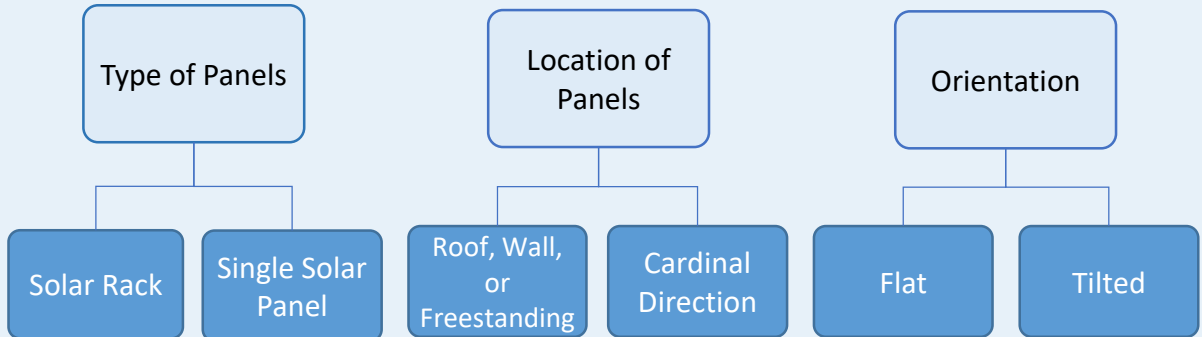 Type of Panels
Location of
Panels
Orientation
Solar Rack
Single Solar
Panel
Roof, Wall,
or
Freestanding
Cardinal
Direction
Flat
Tilted